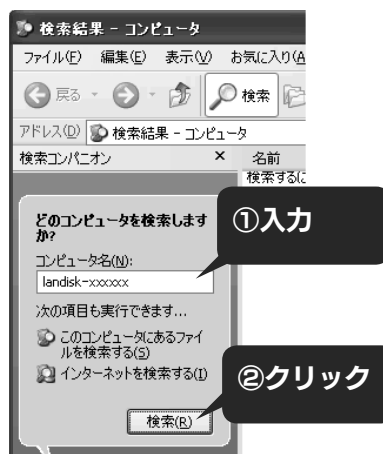 検索結果 - コンピュータ
ファイル(F) 編集(E) 表示(V) お気に入り(A
戻る 検索
アドレス(D) 検索結果 - コンピュータ
検索コンパニオン × 名前
検索するに
どのコンピュータを検索します
か?
コンピュータ名(N):
landisk-xxxxxx
次の項目も実行できます...
このコンピュータにあるファイ
ルを検索する(S)
インターネットを検索する(I)
検索(R)
①入力
②クリック